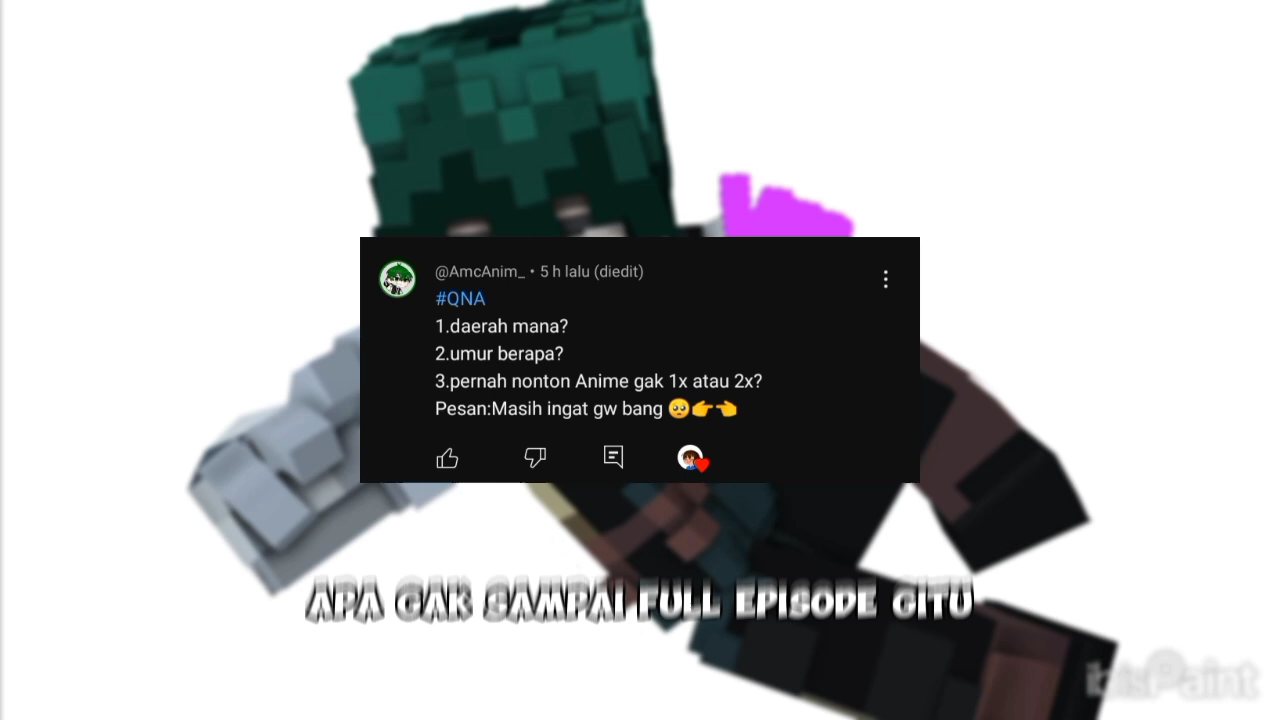 @AmcAnim_ • 5 h lalu (diedit)
#QNA
1.daerah mana?
2.umur berapa?
3.pernah nonton Anime gak 1x atau 2x?
Pesan:Masih ingat gw bang 🥺👉👈
APA GAK SAMPAI FULL EPISODE GITU
ibisPaint